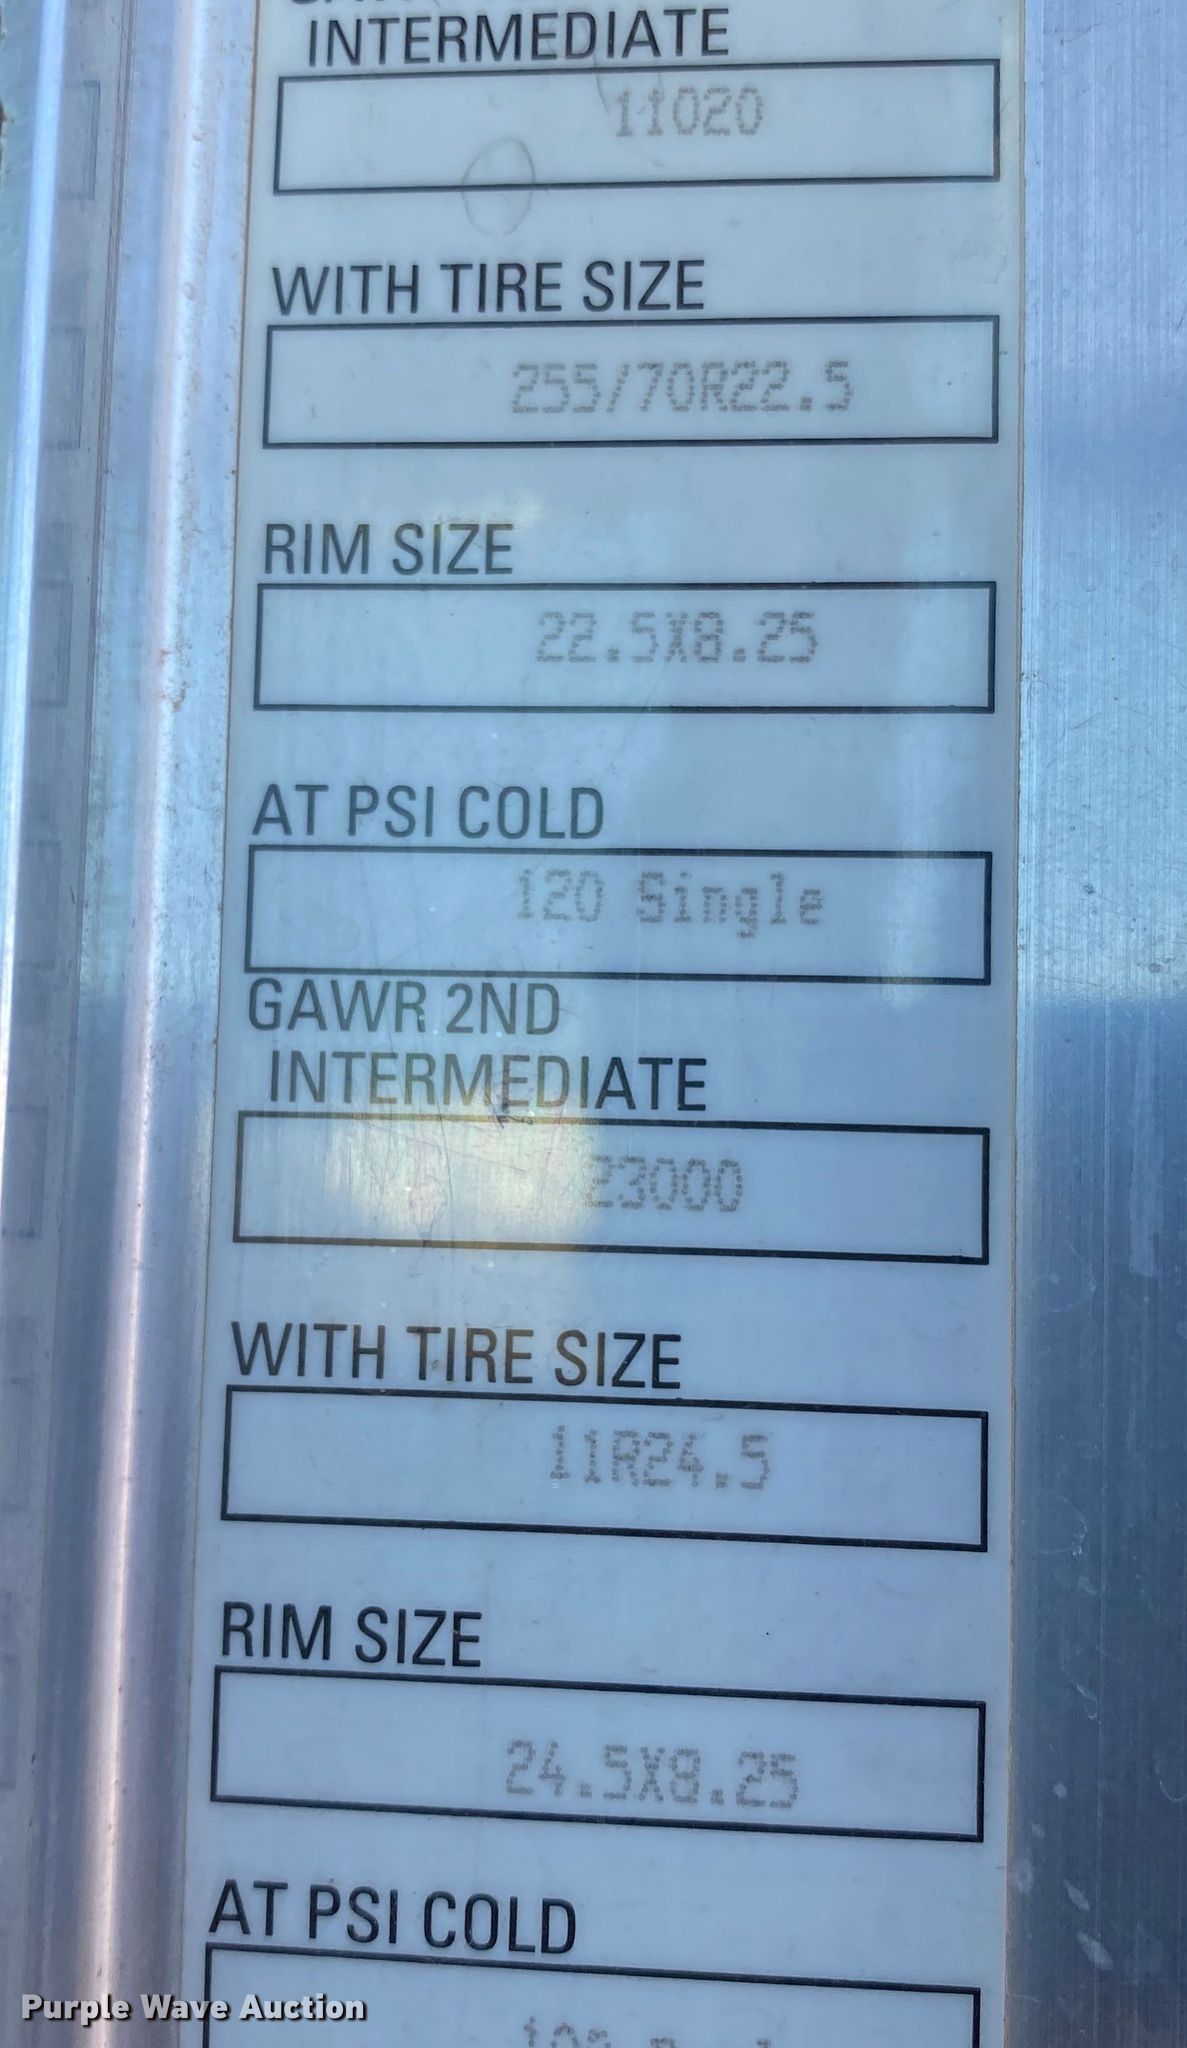 INTERMEDIATE
11020
WITH TIRE SIZE
255/70R22.5
RIM SIZE
22.5X8.25
AT PSI COLD
120 Single
GAWR 2ND
INTERMEDIATE
23000
WITH TIRE SIZE
11R24.5
RIM SIZE
24.5X8.25
AT PSI COLD
Purple Wave Auction